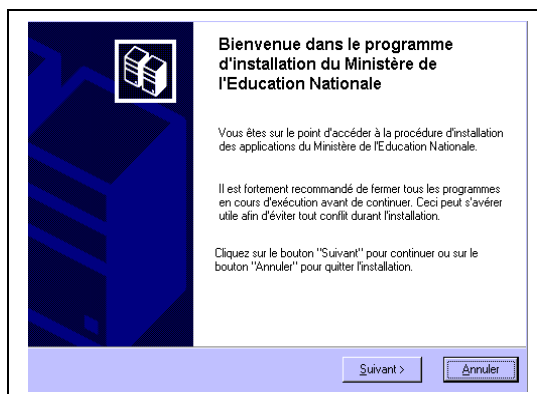 Bienvenue dans le programme
d'installation du Ministère de
l'Education Nationale
Vous êtes sur le point d'accéder à la procédure d'installation
des applications du Ministère de l'Education Nationale.
Il est fortement recommandé de fermer tous les programmes
en cours d'exécution avant de continuer. Ceci peut s'avérer
utile afin d'éviter tout conflit durant l'installation.
Cliquez sur le bouton "Suivant" pour continuer ou sur le
bouton "Annuler" pour quitter l'installation.
Suivant > Annuler